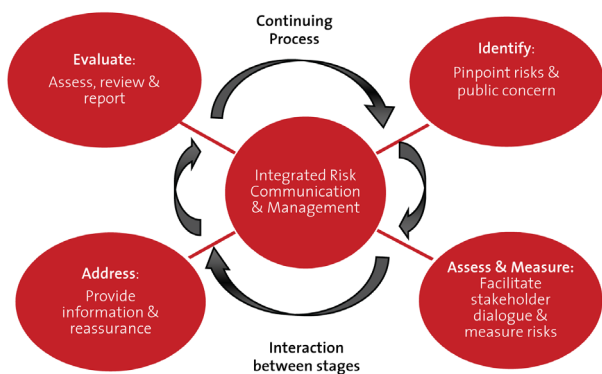 Continuing
Process
Evaluate:
Assess, review &
report
Identify:
Pinpoint risks &
public concern
Integrated Risk
Communication
& Management
Address:
Provide
information &
reassurance
Assess & Measure:
Facilitate
stakeholder
dialogue &
measure risks
Interaction
between stages